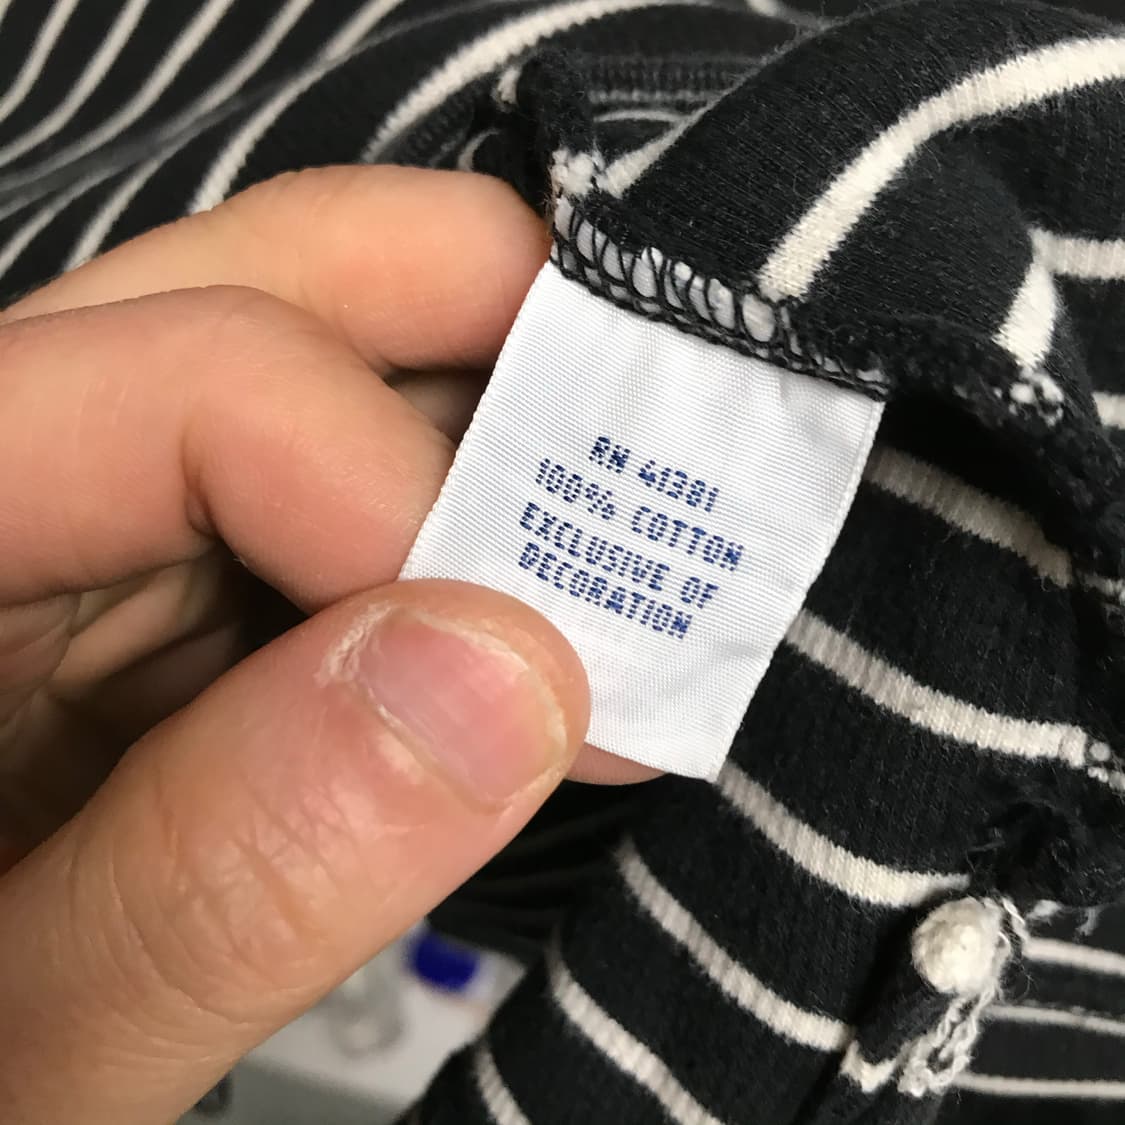 RN 41381
100% COTTON
EXCLUSIVE OF
DECORATION